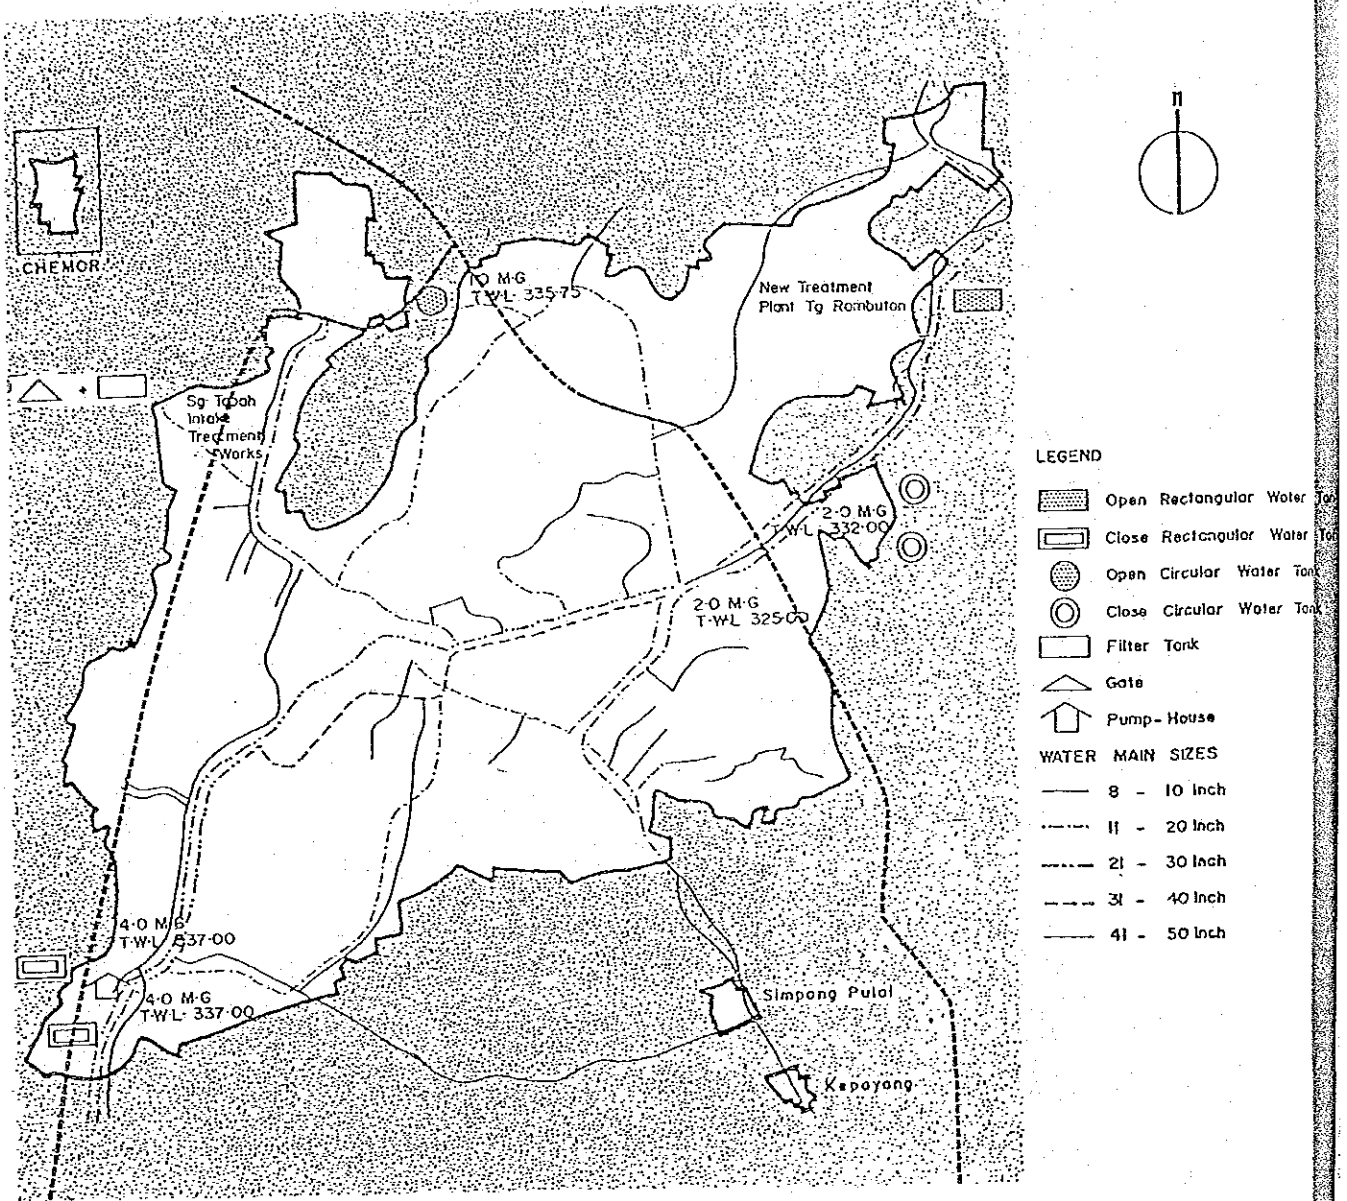 n
CHEMOR
1·0 M·G
T·W·L· 335·75
New Treatment
Plant Tg Rambutan
+
Sg· Tapah
Intake
Treatment
Works
2·0 M·G
T·W·L· 332·00
2·0 M·G
T·W·L 325·00
4·0 M·G
T·W·L· 337·00
4·0 M·G
T·W·L· 337·00
Simpang Pulai
Kepayang
LEGEND
Open Rectangular Water
Close Rectangular Water
Open Circular Water Tank
Close Circular Water Tank
Filter Tank
Gate
Pump-House
WATER MAIN SIZES
8 - 10 Inch
11 - 20 Inch
21 - 30 Inch
31 - 40 Inch
41 - 50 Inch